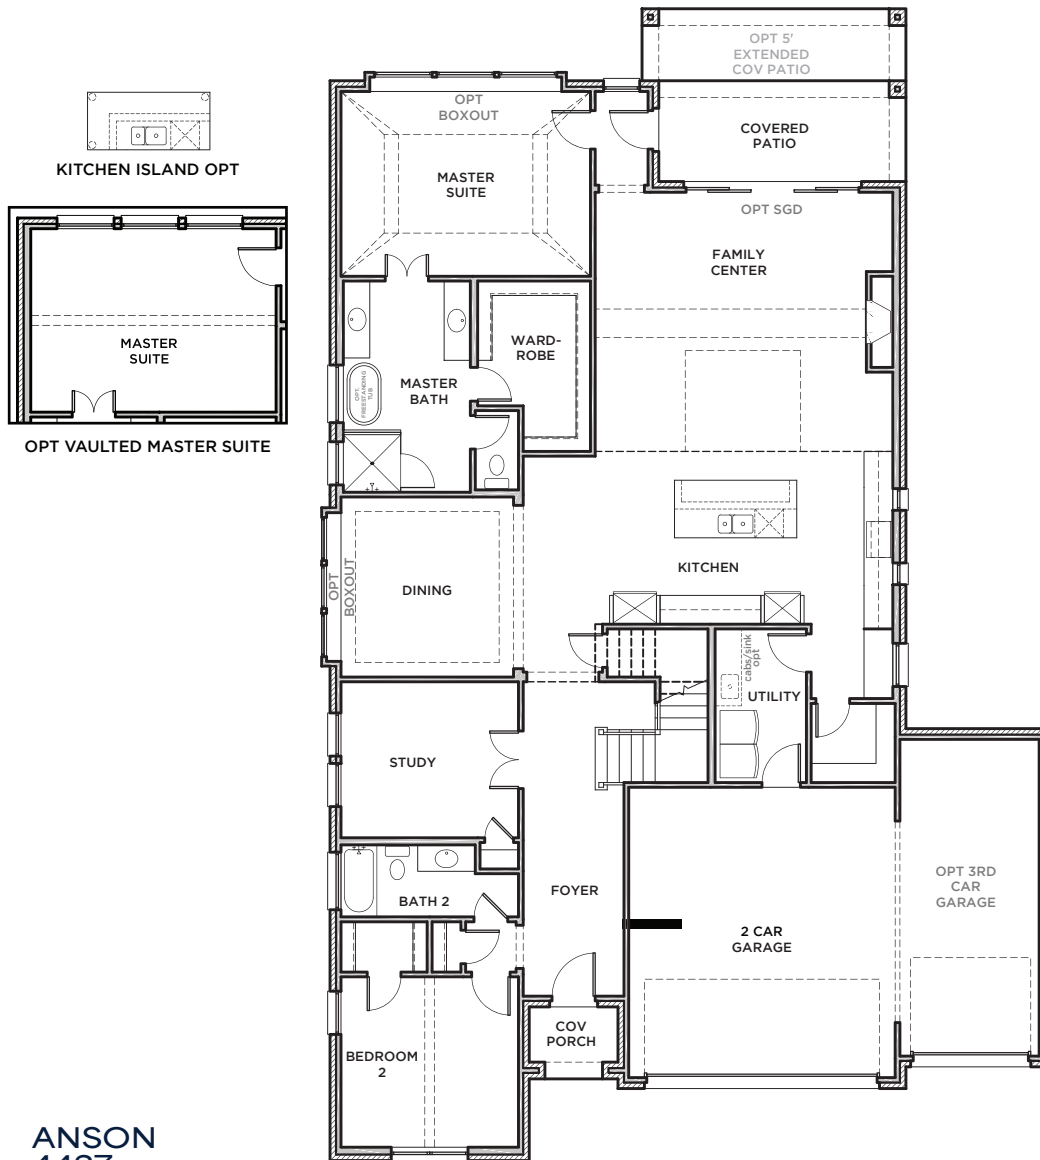 OPT 5'
EXTENDED
COV PATIO
OPT
BOXOUT
COVERED
PATIO
KITCHEN ISLAND OPT
MASTER
SUITE
OPT SGD
FAMILY
CENTER
MASTER
SUITE
WARD-
ROBE
MASTER
BATH
OPT.
FREESTANDING
TUB
OPT VAULTED MASTER SUITE
KITCHEN
DINING
OPT
BOXOUT
cabs/sink
opt
UTILITY
STUDY
FOYER
BATH 2
OPT 3RD
CAR
GARAGE
2 CAR
GARAGE
COV
PORCH
BEDROOM
2
ANSON